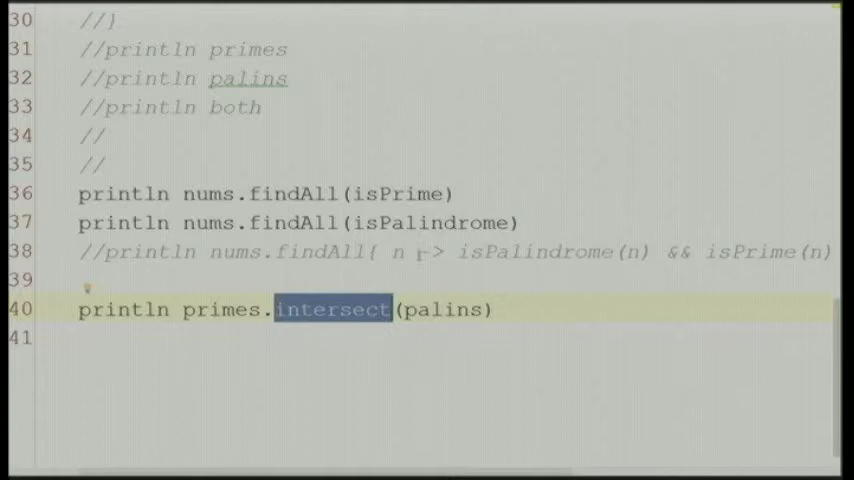 30 //}
31 //println primes
32 //println palins
33 //println both
34 //
35 //
36 println nums.findAll(isPrime)
37 println nums.findAll(isPalindrome)
38 //println nums.findAll{ n -> isPalindrome(n) && isPrime(n)
39
40 println primes.intersect(palins)
41